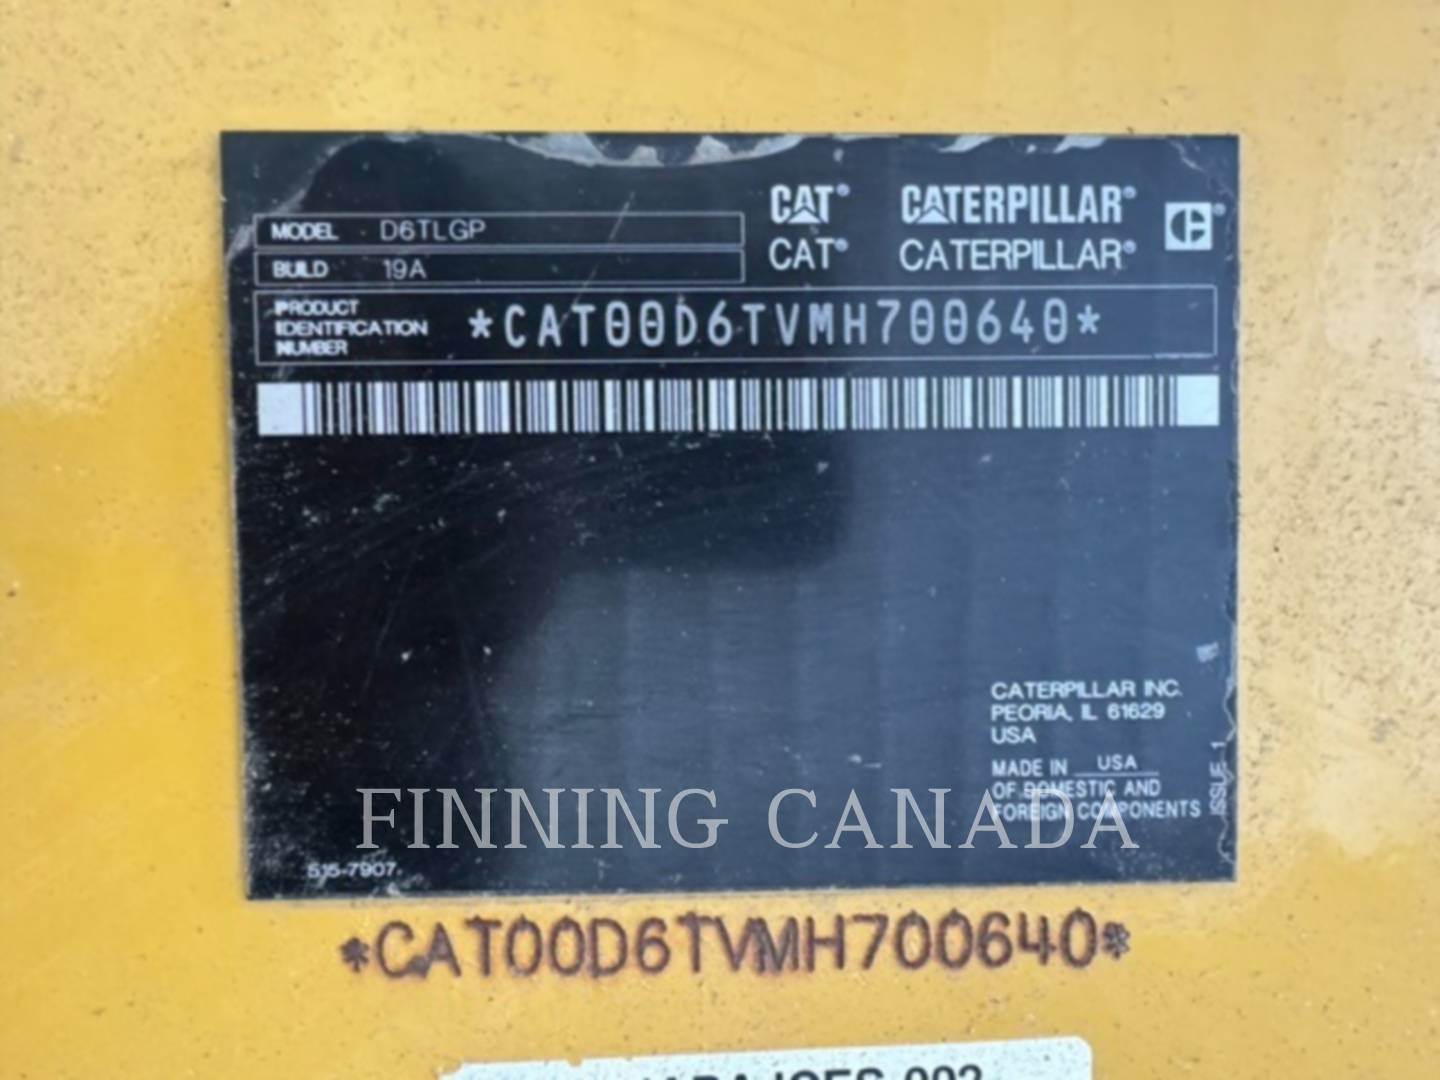 CAT® CATERPILLAR®
CAT® CATERPILLAR®
MODEL D6TLGP
BUILD 19A
PRODUCT
IDENTIFICATION
NUMBER
*CAT00D6TVMH700640*
CATERPILLAR INC.
PEORIA, IL 61629
USA
MADE IN USA
OF DOMESTIC AND
FOREIGN COMPONENTS
ISSUE 1
FINNING CANADA
515-7907
*CAT00D6TVMH700640*